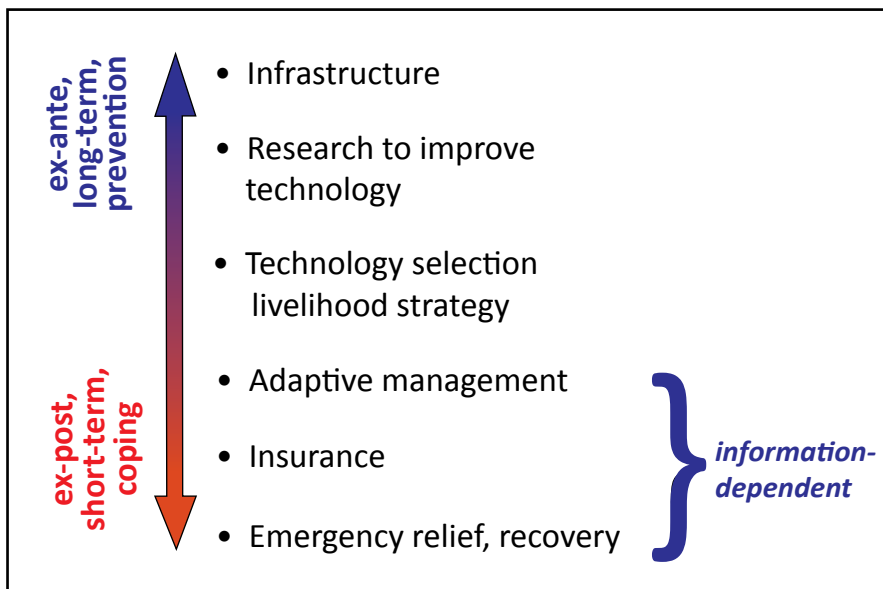 ex-ante,
long-term,
prevention
• Infrastructure
• Research to improve
technology
• Technology selection
livelihood strategy
ex-post,
short-term,
coping
• Adaptive management
• Insurance
• Emergency relief, recovery
information-
dependent